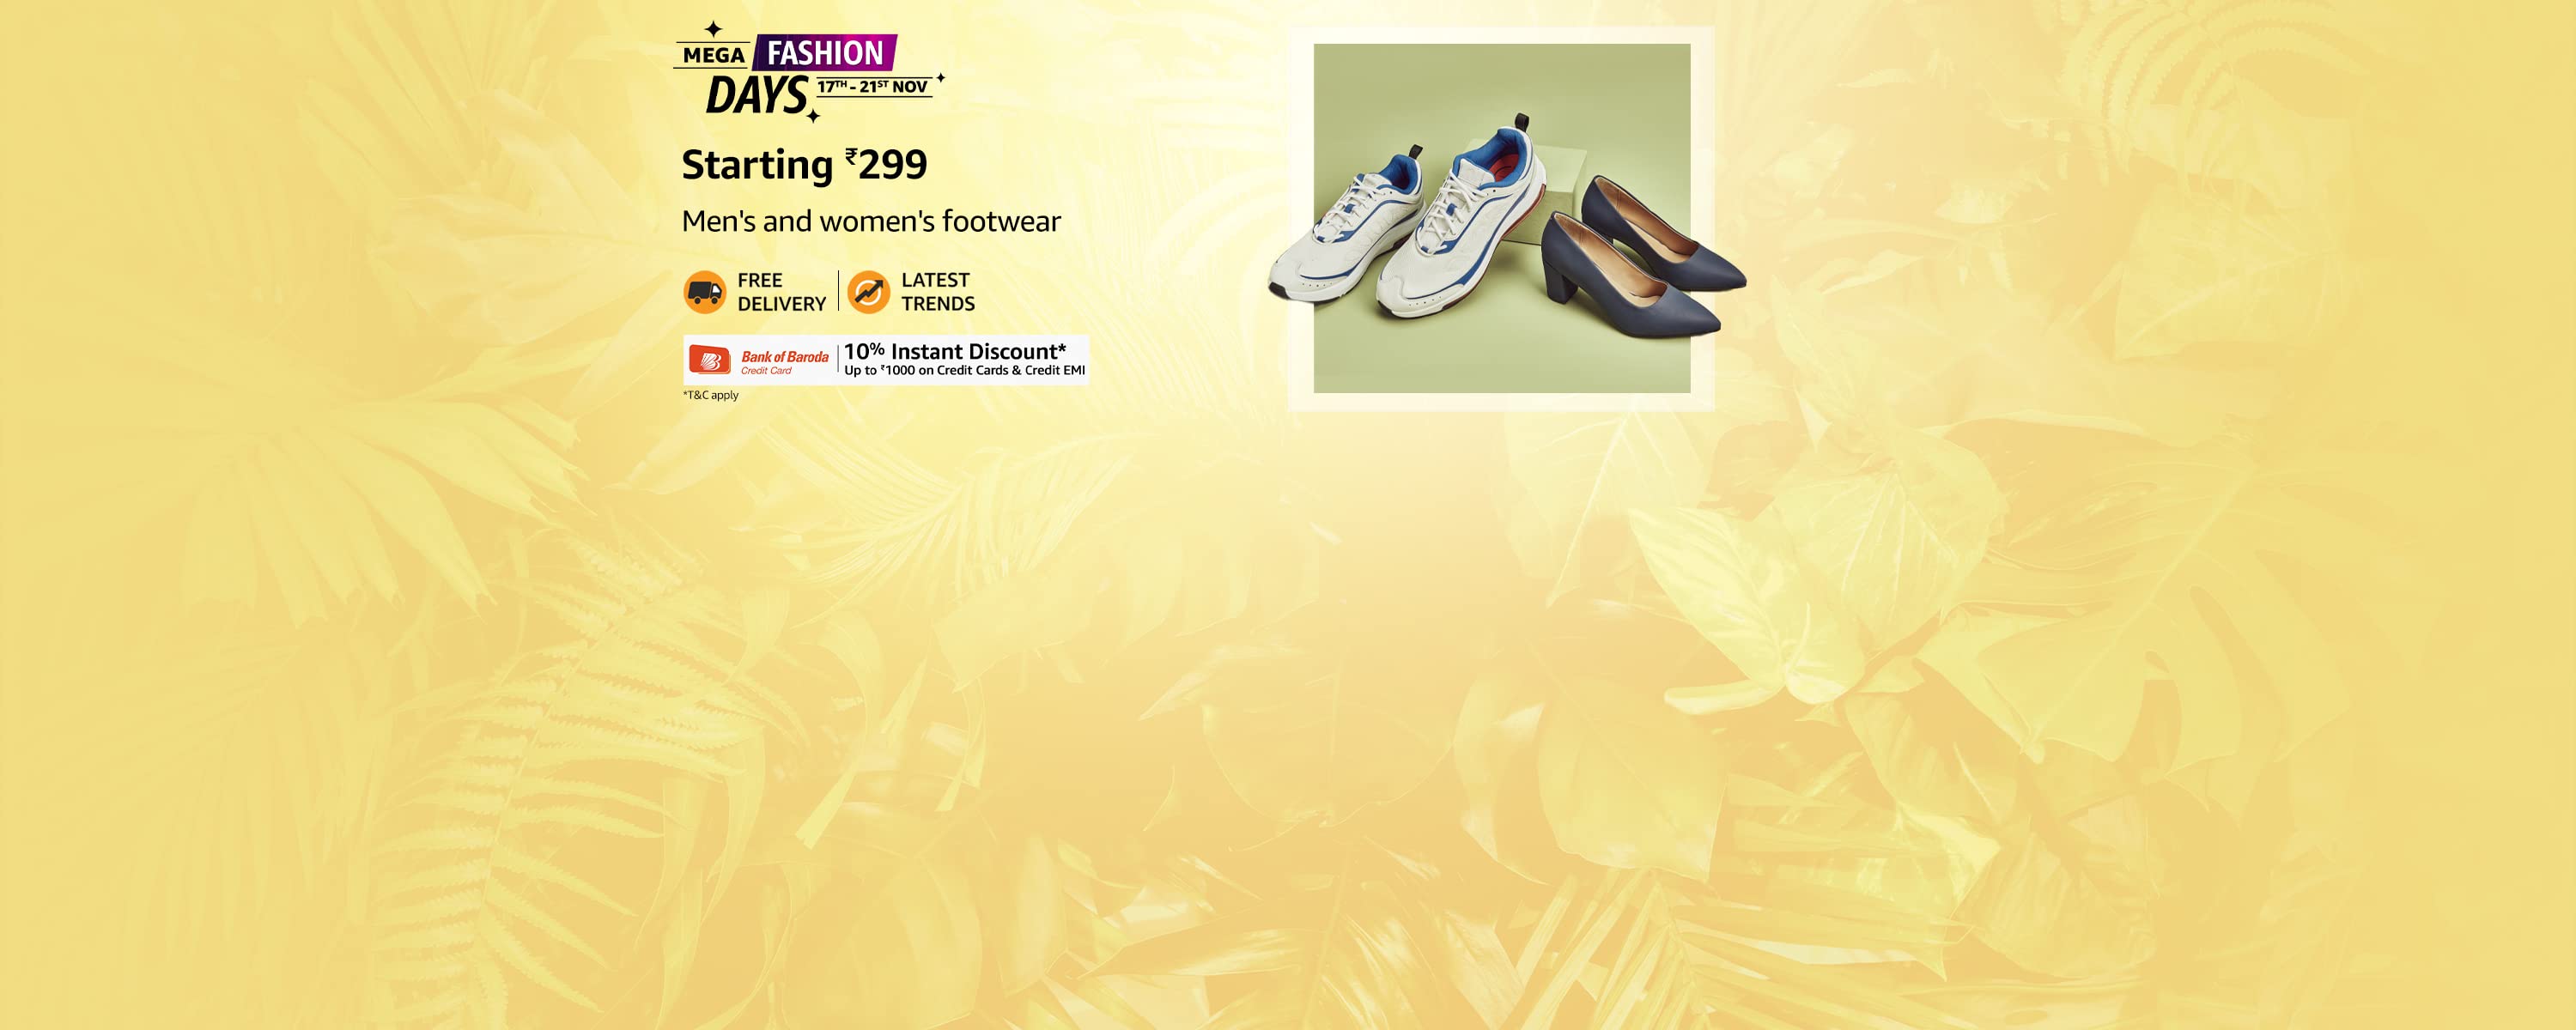 MEGA FASHION
DAYS 17TH - 21ST NOV
Starting ₹299
Men's and women's footwear
FREE
DELIVERY
LATEST
TRENDS
Bank of Baroda
Credit Card
10% Instant Discount*
Up to ₹1000 on Credit Cards & Credit EMI
*T&C apply